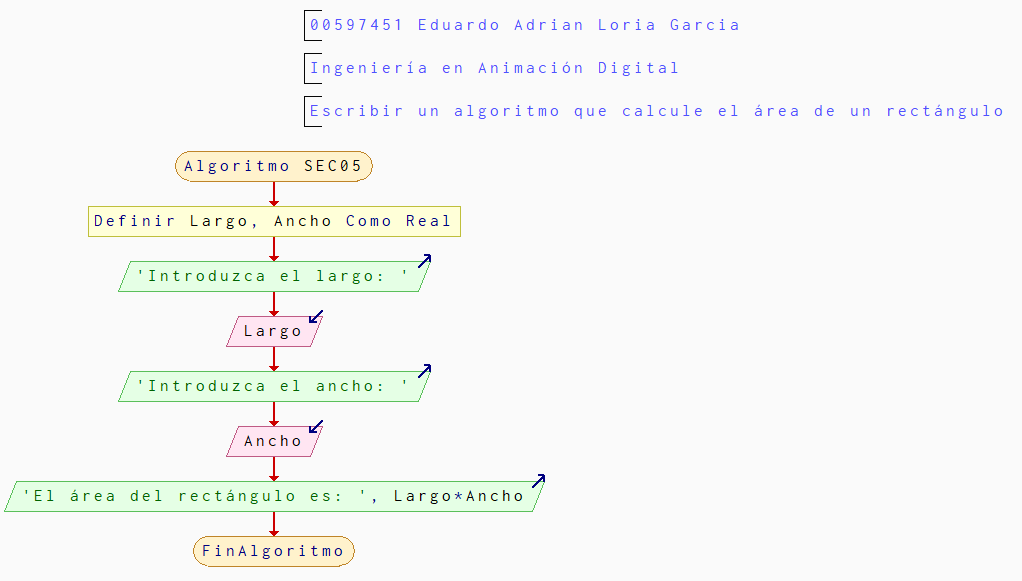 00597451 Eduardo Adrian Loria Garcia
Ingeniería en Animación Digital
Escribir un algoritmo que calcule el área de un rectángulo
Algoritmo SEC05
Definir Largo, Ancho Como Real
'Introduzca el largo: '
Largo
'Introduzca el ancho: '
Ancho
'El área del rectángulo es: ', Largo*Ancho
FinAlgoritmo